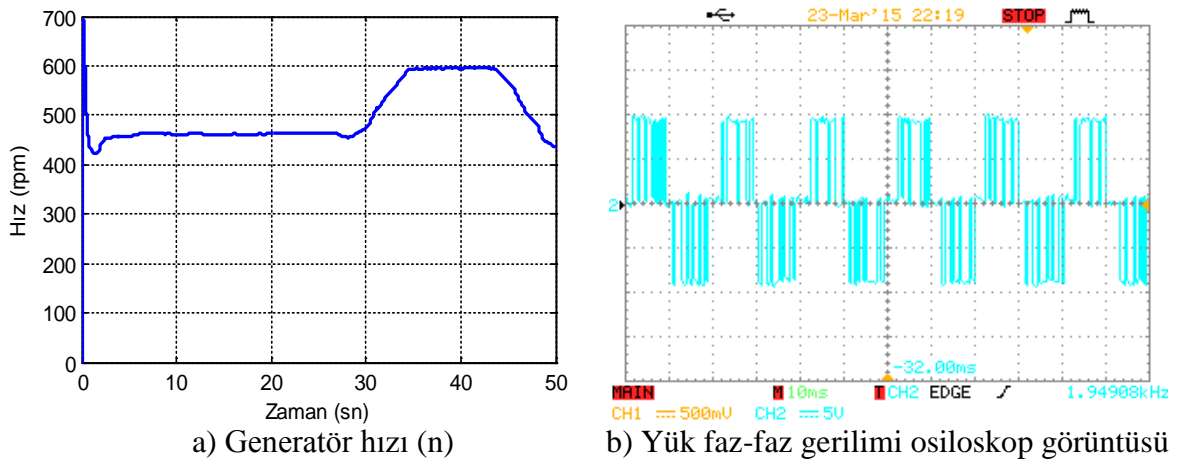 700
600
500
400
300
200
100
0
Hız (rpm)
0 10 20 30 40 50
Zaman (sn)
a) Generatör hızı (n)
23-Mar'15 22:19 STOP
2
-32.00ms
MAIN M 10ms T CH2 EDGE 1.94908kHz
CH1 500mV CH2 5V
b) Yük faz-faz gerilimi osiloskop görüntüsü